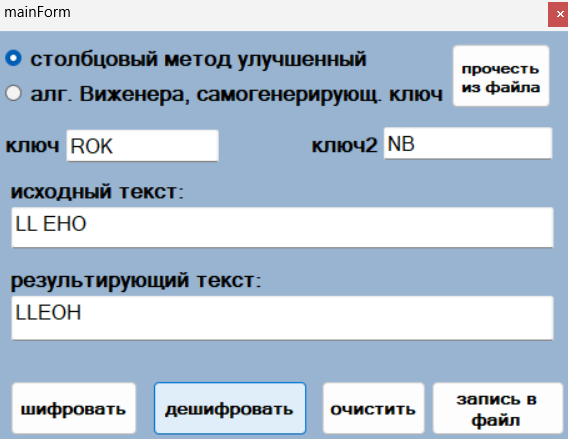 mainForm
столбцовый метод улучшенный
алг. Виженера, самогенерирующ. ключ
прочесть
из файла
ключ ROK
ключ2 NB
исходный текст:
LL EHO
результирующий текст:
LLEOH
шифровать
дешифровать
очистить
запись в
файл